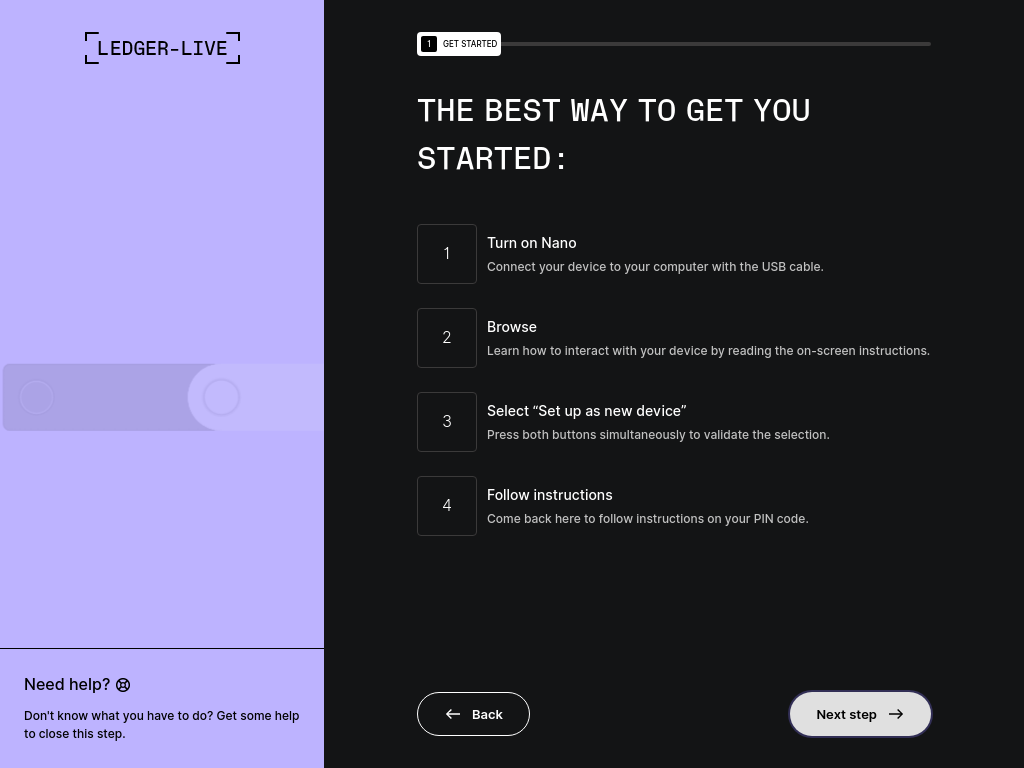 LEDGER-LIVE
1 GET STARTED
THE BEST WAY TO GET YOU
STARTED:
1
Turn on Nano
Connect your device to your computer with the USB cable.
2
Browse
Learn how to interact with your device by reading the on-screen instructions.
3
Select “Set up as new device”
Press both buttons simultaneously to validate the selection.
4
Follow instructions
Come back here to follow instructions on your PIN code.
Need help?
Don't know what you have to do? Get some help
to close this step.
Back
Next step